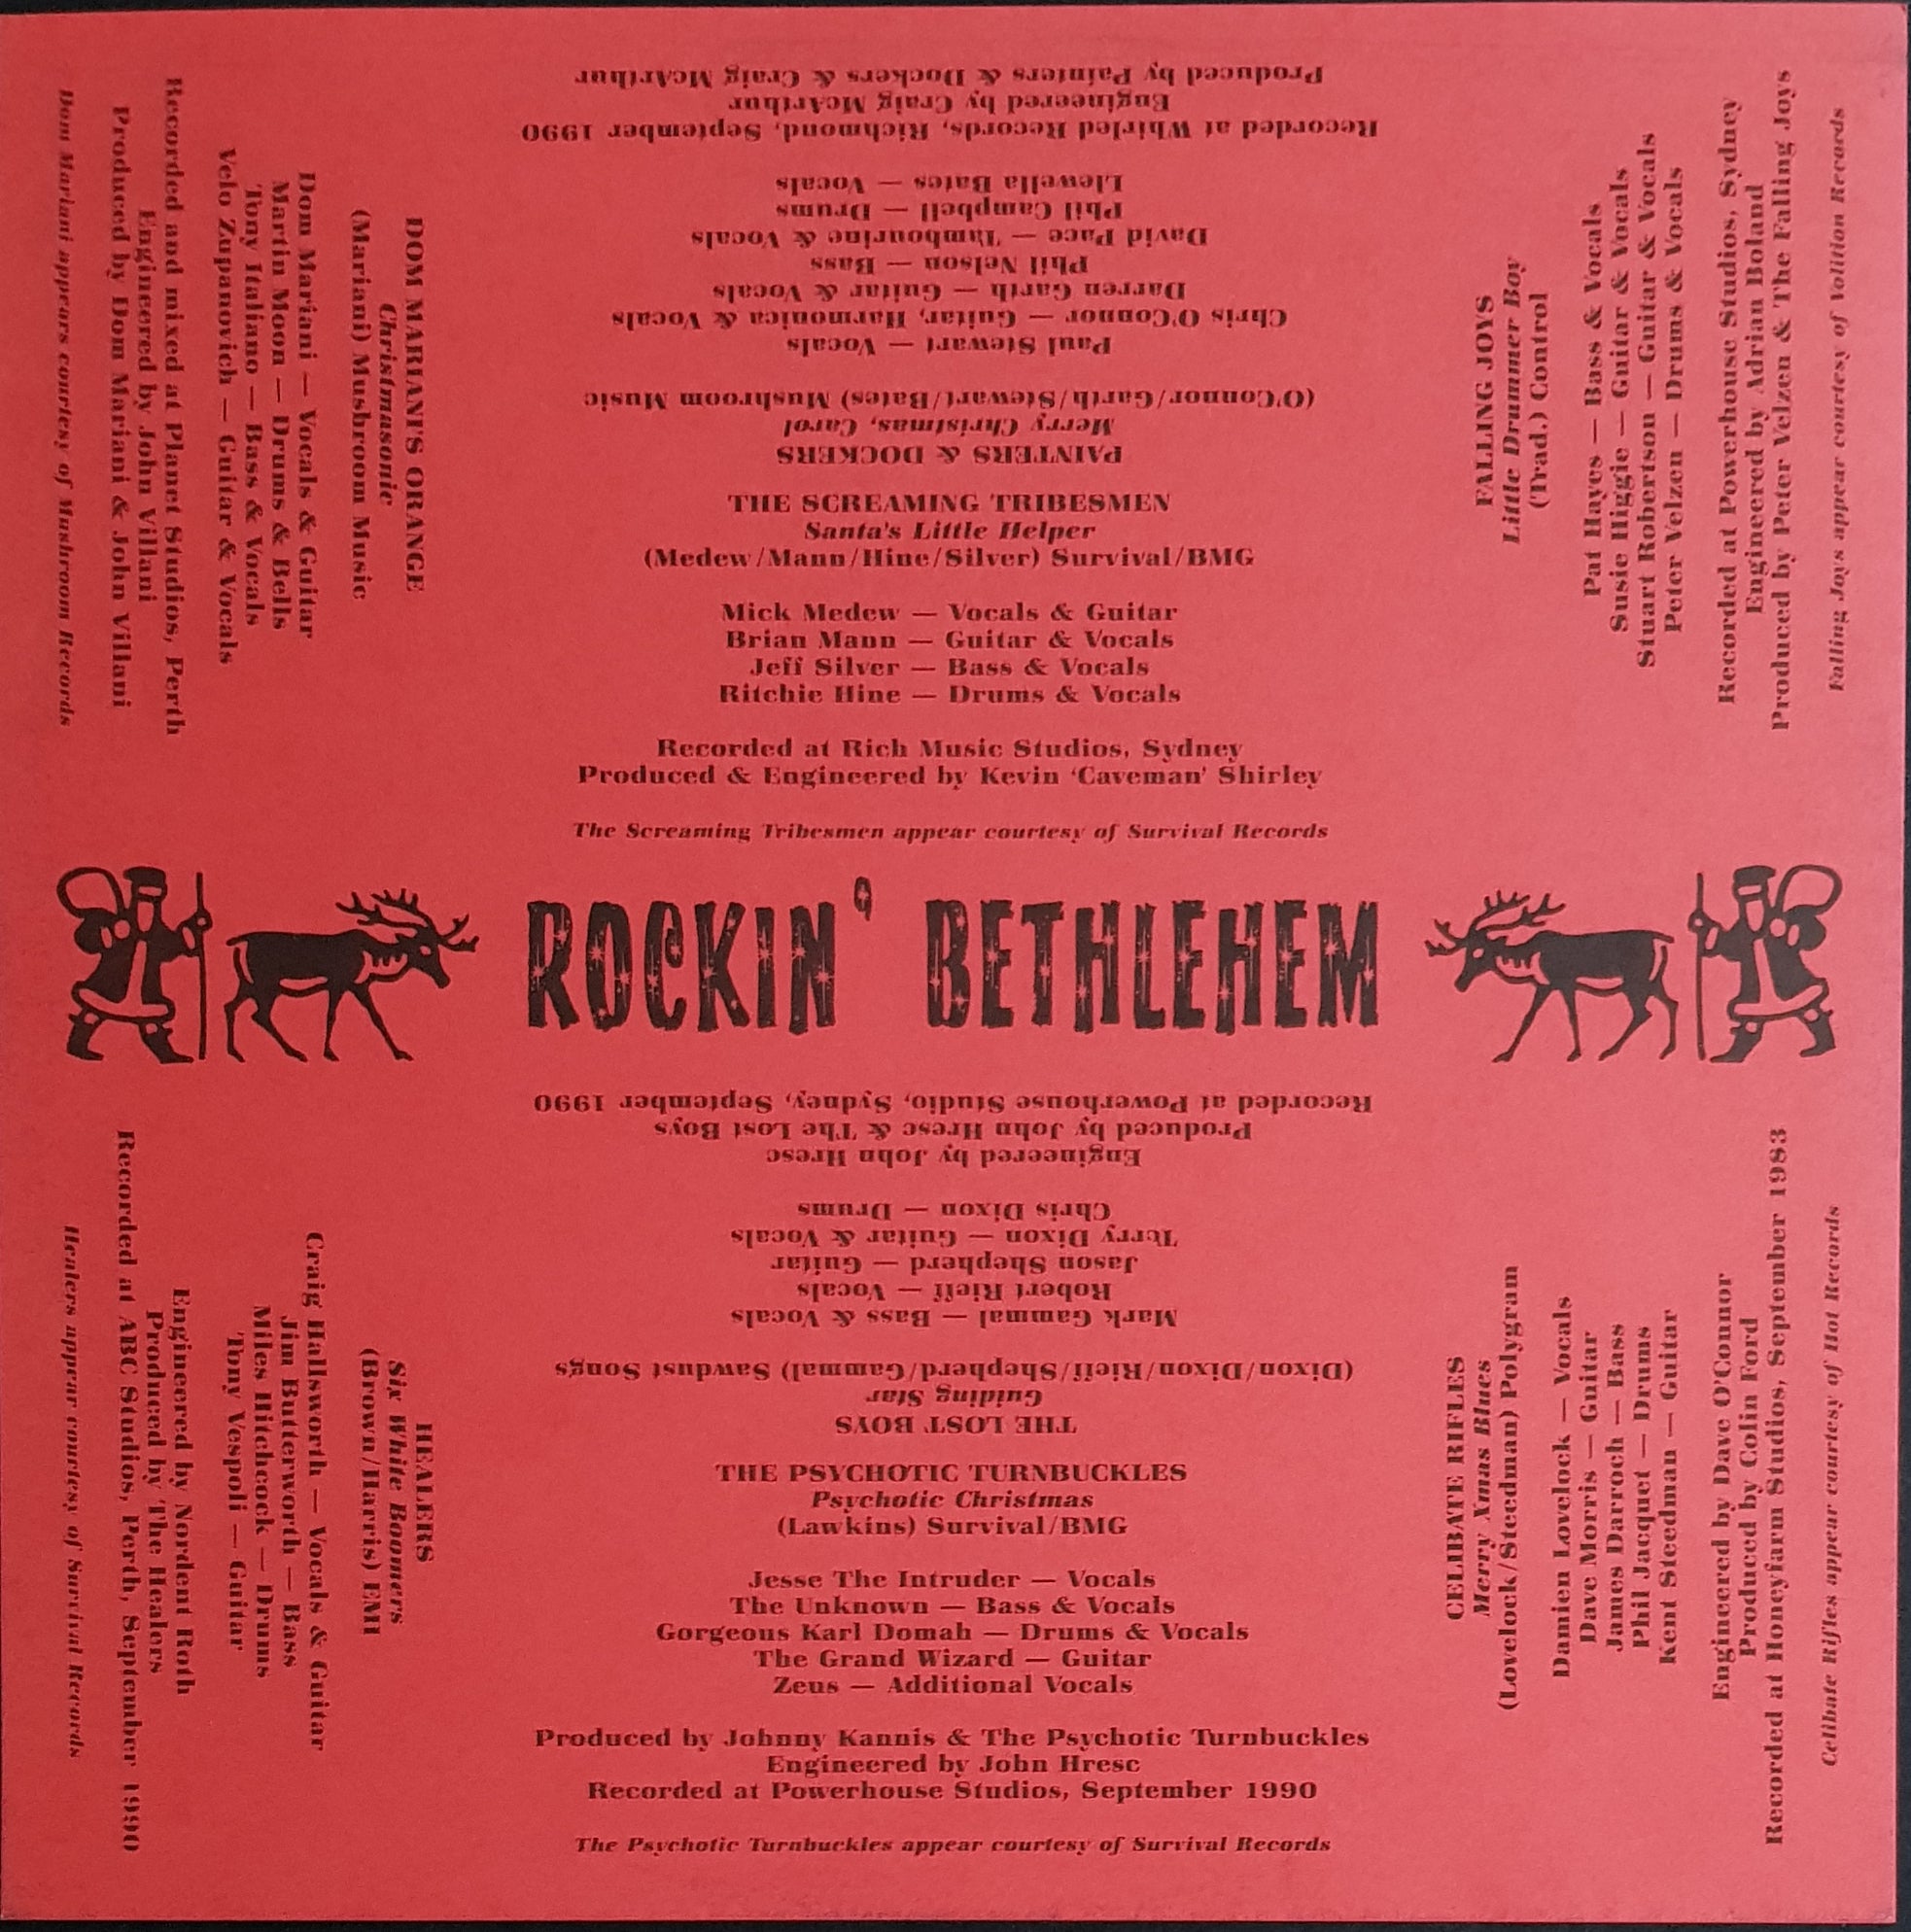 DOM MARIANI'S ORANGE
Christmasonic
(Mariani) Mushroom Music
Dom Mariani — Vocals & Guitar
Martin Moon — Drums & Bells
Tony Italiano — Bass & Vocals
Velo Zupanovich — Guitar & Vocals
Recorded and mixed at Planet Studios, Perth
Engineered by John Villani
Produced by Dom Mariani & John Villani
Dom Mariani appears courtesy of Mushroom Records
PAINTERS & DOCKERS
Merry Christmas, Carol
(O'Connor/Garth/Stewart/Bates) Mushroom Music
Paul Stewart — Vocals
Chris O'Connor — Guitar, Harmonica & Vocals
Darren Garth — Guitar & Vocals
Phil Nelson — Bass
David Pace — Tambourine & Vocals
Phil Campbell — Drums
Llewella Bates — Vocals
Recorded at Whirled Records, Richmond, September 1990
Engineered by Craig McArthur
Produced by Painters & Dockers & Craig McArthur
THE SCREAMING TRIBESMEN
Santa's Little Helper
(Medew/Mann/Hine/Silver) Survival/BMG
Mick Medew — Vocals & Guitar
Brian Mann — Guitar & Vocals
Jeff Silver — Bass & Vocals
Ritchie Hine — Drums & Vocals
Recorded at Rich Music Studios, Sydney
Produced & Engineered by Kevin ‘Caveman’ Shirley
The Screaming Tribesmen appear courtesy of Survival Records
FALLING JOYS
Little Drummer Boy
(Trad.) Control
Pat Hayes — Bass & Vocals
Susie Higgie — Guitar & Vocals
Stuart Robertson — Guitar & Vocals
Peter Velzen — Drums & Vocals
Recorded at Powerhouse Studios, Sydney
Engineered by Adrian Boland
Produced by Peter Velzen & The Falling Joys
Falling Joys appear courtesy of Volition Records
ROCKIN' BETHLEHEM
HEALERS
Six White Boomers
(Brown/Harris) EMI
Craig Hallsworth — Vocals & Guitar
Jim Butterworth — Bass
Miles Hitchcock — Drums
Tony Vespoli — Guitar
Engineered by Nordent Roth
Produced by The Healers
Recorded at ABC Studios, Perth, September 1990
Healers appear courtesy of Survival Records
THE LOST BOYS
Guiding Star
(Dixon/Dixon/Rieff/Shepherd/Gammal) Sawdust Songs
Mark Gammal — Bass & Vocals
Robert Rieff — Vocals
Jason Shepherd — Guitar
Terry Dixon — Guitar & Vocals
Chris Dixon — Drums
Engineered by John Hresc
Produced by John Hresc & The Lost Boys
Recorded at Powerhouse Studio, Sydney, September 1990
THE PSYCHOTIC TURNBUCKLES
Psychotic Christmas
(Lawkins) Survival/BMG
Jesse The Intruder — Vocals
The Unknown — Bass & Vocals
Gorgeous Karl Domah — Drums & Vocals
The Grand Wizard — Guitar
Zeus — Additional Vocals
Produced by Johnny Kannis & The Psychotic Turnbuckles
Engineered by John Hresc
Recorded at Powerhouse Studios, September 1990
The Psychotic Turnbuckles appear courtesy of Survival Records
CELIBATE RIFLES
Merry Xmas Blues
(Lovelock/Steedman) Polygram
Damien Lovelock — Vocals
Dave Morris — Guitar
James Darroch — Bass
Phil Jacquet — Drums
Kent Steedman — Guitar
Engineered by Dave O'Connor
Produced by Colin Ford
Recorded at Honeyfarm Studios, September 1983
Celibate Rifles appear courtesy of Hot Records